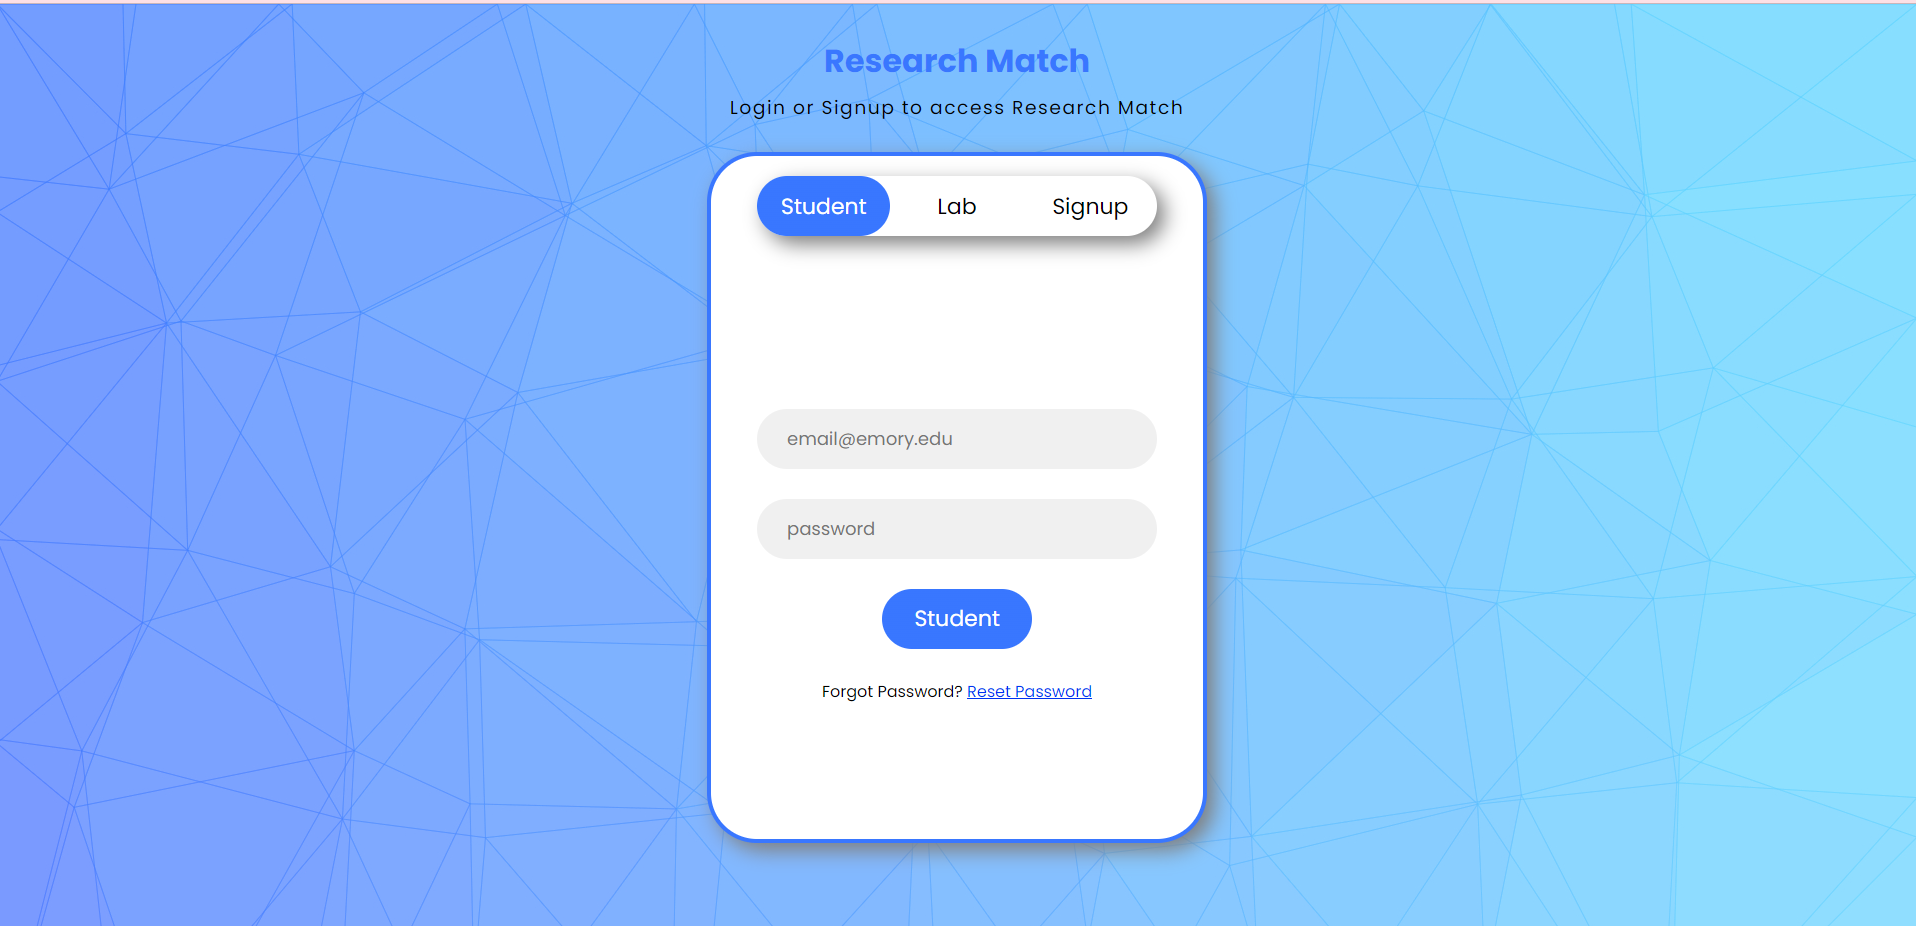 Research Match
Login or Signup to access Research Match
Student Lab Signup
email@emory.edu
password
Student
Forgot Password? Reset Password